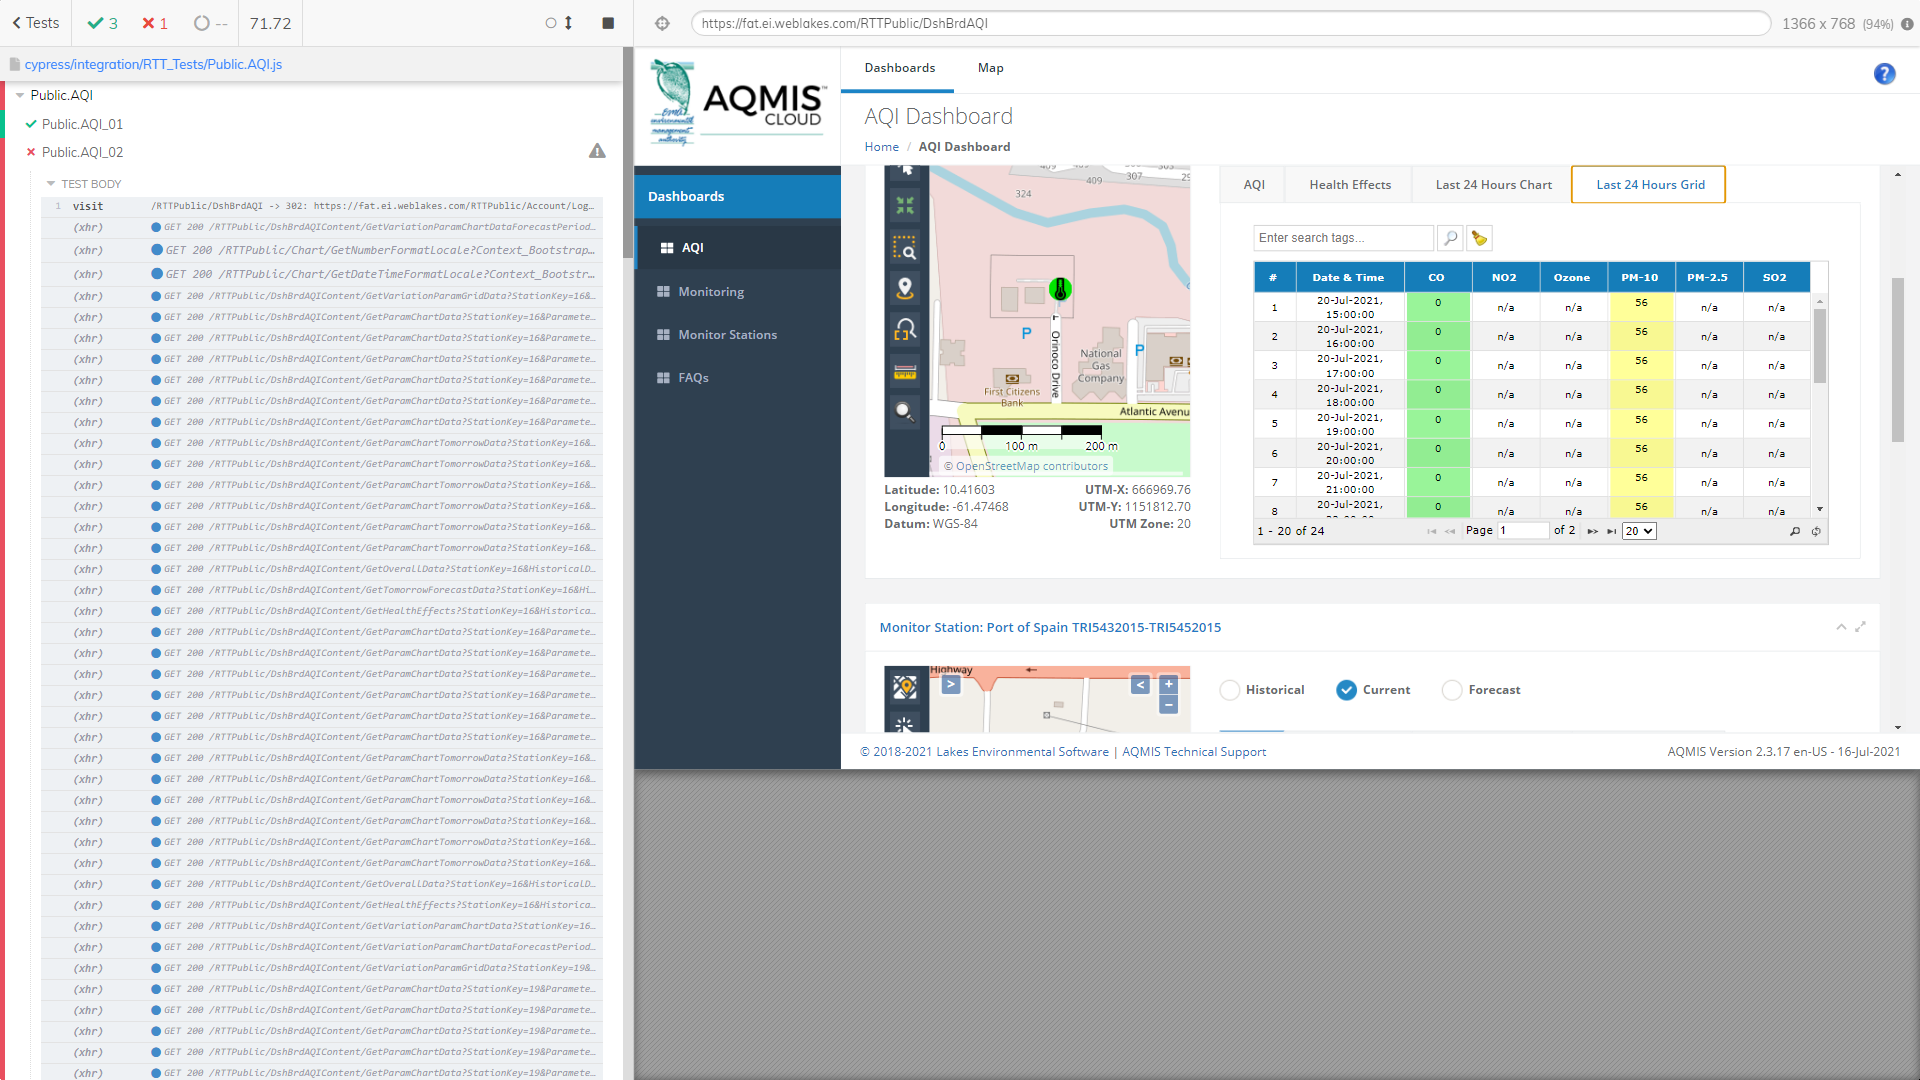 Tests
3
1
--
71.72
https://fat.ei.weblakes.com/RTTPublic/DshBrdAQI
1366 x 768 (94%)
cypress/integration/RTT_Tests/Public.AQI.js
Public.AQI
Public.AQI_01
Public.AQI_02
TEST BODY
1 visit /RTTPublic/DshBrdAQI -> 302: https://fat.ei.weblakes.com/RTTPublic/Account/Log…
(xhr) GET 200 /RTTPublic/DshBrdAQIContent/GetVariationParamChartDataForecastPeriod…
(xhr) GET 200 /RTTPublic/Chart/GetNumberFormatLocale?Context_Bootstrap…
(xhr) GET 200 /RTTPublic/Chart/GetDateTimeFormatLocale?Context_Bootstr…
(xhr) GET 200 /RTTPublic/DshBrdAQIContent/GetVariationParamGridData?StationKey=16&…
(xhr) GET 200 /RTTPublic/DshBrdAQIContent/GetParamChartData?StationKey=16&Paramete…
(xhr) GET 200 /RTTPublic/DshBrdAQIContent/GetParamChartData?StationKey=16&Paramete…
(xhr) GET 200 /RTTPublic/DshBrdAQIContent/GetParamChartData?StationKey=16&Paramete…
(xhr) GET 200 /RTTPublic/DshBrdAQIContent/GetParamChartData?StationKey=16&Paramete…
(xhr) GET 200 /RTTPublic/DshBrdAQIContent/GetParamChartData?StationKey=16&Paramete…
(xhr) GET 200 /RTTPublic/DshBrdAQIContent/GetParamChartData?StationKey=16&Paramete…
(xhr) GET 200 /RTTPublic/DshBrdAQIContent/GetParamChartTomorrowData?StationKey=16&…
(xhr) GET 200 /RTTPublic/DshBrdAQIContent/GetParamChartTomorrowData?StationKey=16&…
(xhr) GET 200 /RTTPublic/DshBrdAQIContent/GetParamChartTomorrowData?StationKey=16&…
(xhr) GET 200 /RTTPublic/DshBrdAQIContent/GetParamChartTomorrowData?StationKey=16&…
(xhr) GET 200 /RTTPublic/DshBrdAQIContent/GetParamChartTomorrowData?StationKey=16&…
(xhr) GET 200 /RTTPublic/DshBrdAQIContent/GetParamChartTomorrowData?StationKey=16&…
(xhr) GET 200 /RTTPublic/DshBrdAQIContent/GetOverallData?StationKey=16&HistoricalD…
(xhr) GET 200 /RTTPublic/DshBrdAQIContent/GetTomorrowForecastData?StationKey=16&Hi…
(xhr) GET 200 /RTTPublic/DshBrdAQIContent/GetHealthEffects?StationKey=16&Historica…
(xhr) GET 200 /RTTPublic/DshBrdAQIContent/GetParamChartData?StationKey=16&Paramete…
(xhr) GET 200 /RTTPublic/DshBrdAQIContent/GetParamChartData?StationKey=16&Paramete…
(xhr) GET 200 /RTTPublic/DshBrdAQIContent/GetParamChartData?StationKey=16&Paramete…
(xhr) GET 200 /RTTPublic/DshBrdAQIContent/GetParamChartData?StationKey=16&Paramete…
(xhr) GET 200 /RTTPublic/DshBrdAQIContent/GetParamChartData?StationKey=16&Paramete…
(xhr) GET 200 /RTTPublic/DshBrdAQIContent/GetParamChartData?StationKey=16&Paramete…
(xhr) GET 200 /RTTPublic/DshBrdAQIContent/GetParamChartTomorrowData?StationKey=16&…
(xhr) GET 200 /RTTPublic/DshBrdAQIContent/GetParamChartTomorrowData?StationKey=16&…
(xhr) GET 200 /RTTPublic/DshBrdAQIContent/GetParamChartTomorrowData?StationKey=16&…
(xhr) GET 200 /RTTPublic/DshBrdAQIContent/GetParamChartTomorrowData?StationKey=16&…
(xhr) GET 200 /RTTPublic/DshBrdAQIContent/GetParamChartTomorrowData?StationKey=16&…
(xhr) GET 200 /RTTPublic/DshBrdAQIContent/GetParamChartTomorrowData?StationKey=16&…
(xhr) GET 200 /RTTPublic/DshBrdAQIContent/GetOverallData?StationKey=16&HistoricalD…
(xhr) GET 200 /RTTPublic/DshBrdAQIContent/GetHealthEffects?StationKey=16&Historica…
(xhr) GET 200 /RTTPublic/DshBrdAQIContent/GetVariationParamChartData?StationKey=16…
(xhr) GET 200 /RTTPublic/DshBrdAQIContent/GetVariationParamChartDataForecastPeriod…
(xhr) GET 200 /RTTPublic/DshBrdAQIContent/GetVariationParamGridData?StationKey=19&…
(xhr) GET 200 /RTTPublic/DshBrdAQIContent/GetParamChartData?StationKey=19&Paramete…
(xhr) GET 200 /RTTPublic/DshBrdAQIContent/GetParamChartData?StationKey=19&Paramete…
(xhr) GET 200 /RTTPublic/DshBrdAQIContent/GetParamChartData?StationKey=19&Paramete…
(xhr) GET 200 /RTTPublic/DshBrdAQIContent/GetParamChartData?StationKey=19&Paramete…
(xhr) GET 200 /RTTPublic/DshBrdAQIContent/GetParamChartData?StationKey=19&Paramete…
environmental management authority
AQMIS™
CLOUD
Dashboards
AQI
Monitoring
Monitor Stations
FAQs
Dashboards Map
?
AQI Dashboard
Home / AQI Dashboard
409 303
409 307
324
P
P
Orinoco Drive
National Gas Company
First Citizens Bank
Atlantic Avenu
0 100 m 200 m
© OpenStreetMap contributors
Latitude: 10.41603 UTM-X: 666969.76
Longitude: -61.47468 UTM-Y: 1151812.70
Datum: WGS-84 UTM Zone: 20
AQI Health Effects Last 24 Hours Chart Last 24 Hours Grid
Enter search tags...
# Date & Time CO NO2 Ozone PM-10 PM-2.5 SO2
1 20-Jul-2021, 15:00:00 0 n/a n/a 56 n/a n/a
2 20-Jul-2021, 16:00:00 0 n/a n/a 56 n/a n/a
3 20-Jul-2021, 17:00:00 0 n/a n/a 56 n/a n/a
4 20-Jul-2021, 18:00:00 0 n/a n/a 56 n/a n/a
5 20-Jul-2021, 19:00:00 0 n/a n/a 56 n/a n/a
6 20-Jul-2021, 20:00:00 0 n/a n/a 56 n/a n/a
7 20-Jul-2021, 21:00:00 0 n/a n/a 56 n/a n/a
8 20-Jul-2021, 0 n/a n/a 56 n/a n/a
1 - 20 of 24 Page 1 of 2 20
Monitor Station: Port of Spain TRI5432015-TRI5452015
Highway
> < +
−
Historical Current Forecast
© 2018-2021 Lakes Environmental Software | AQMIS Technical Support
AQMIS Version 2.3.17 en-US - 16-Jul-2021